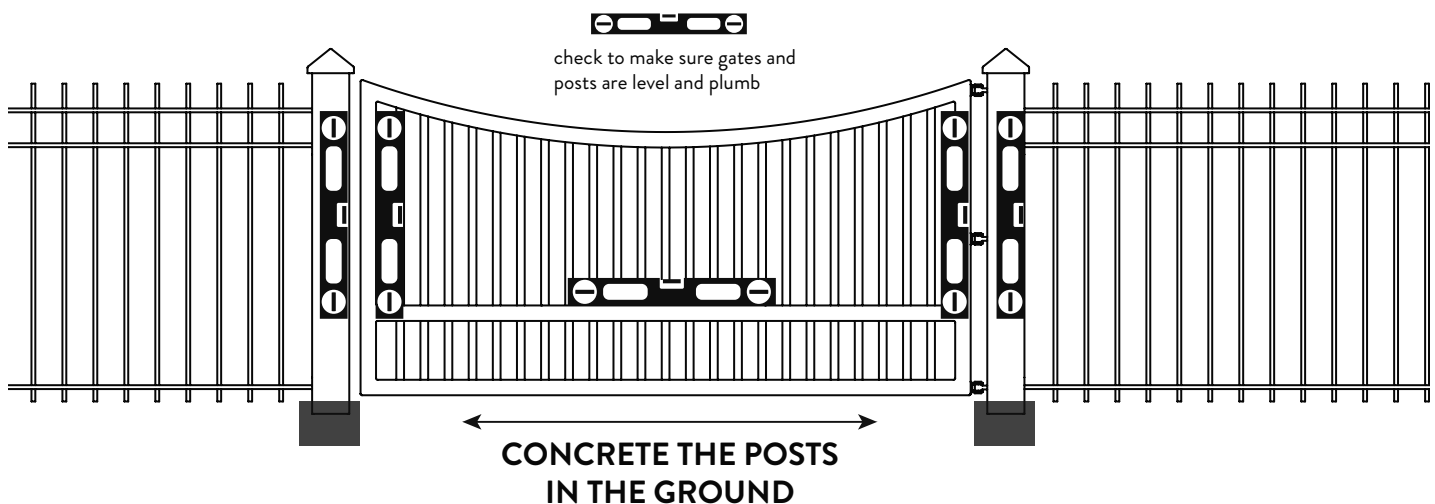 check to make sure gates and
posts are level and plumb
CONCRETE THE POSTS
IN THE GROUND